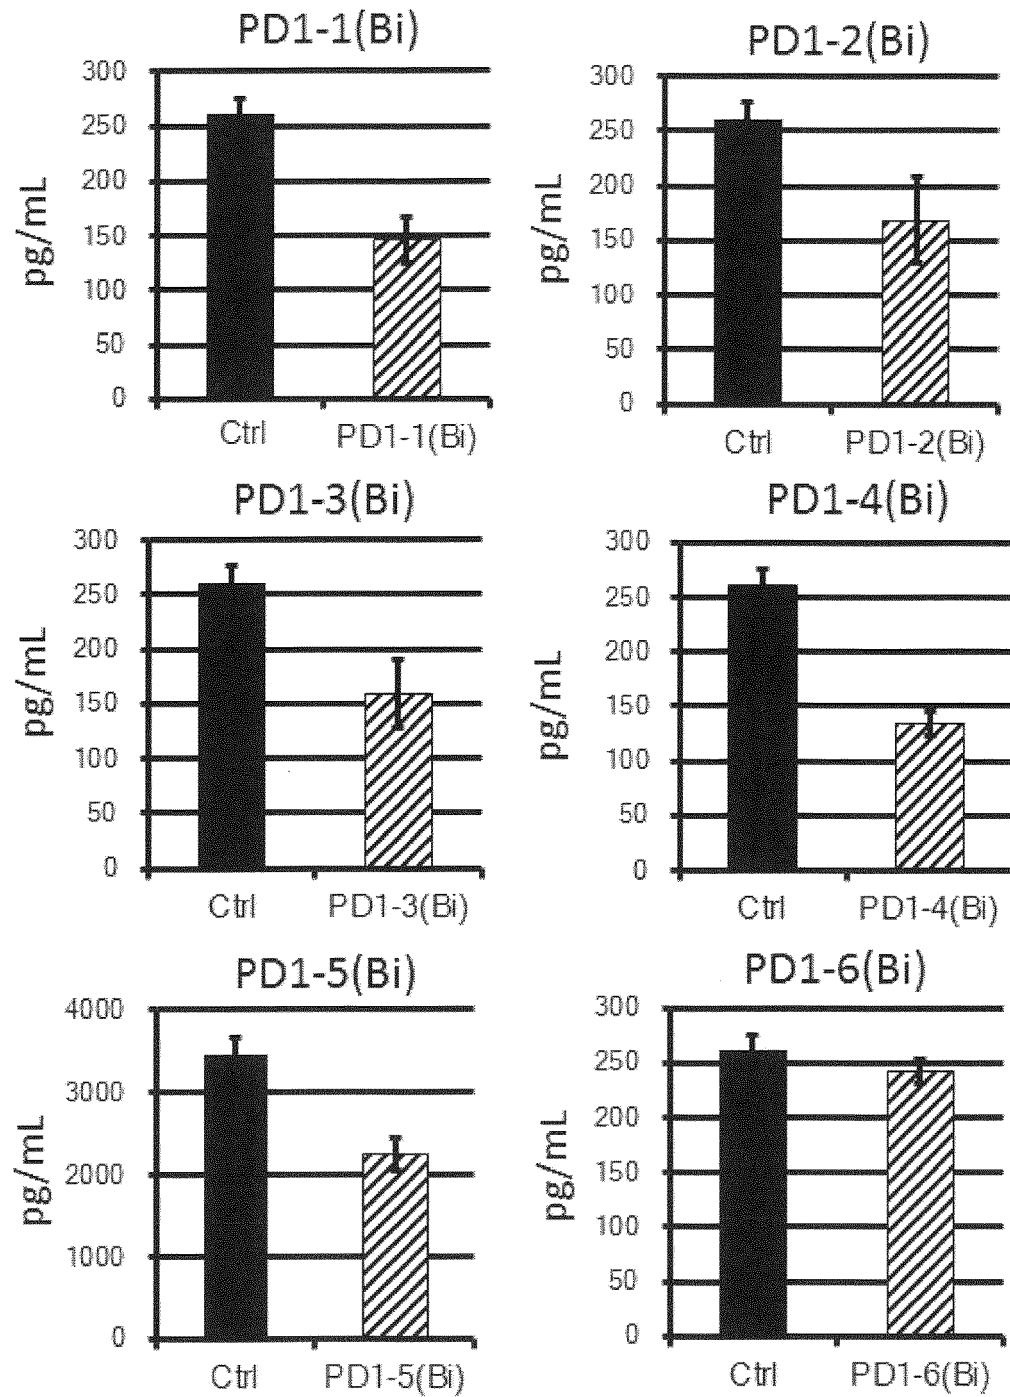 PD1-1(Bi)
300
250
200
150
100
50
0
pg/mL
Ctrl
PD1-1(Bi)
PD1-2(Bi)
300
250
200
150
100
50
0
pg/mL
Ctrl
PD1-2(Bi)
PD1-3(Bi)
300
250
200
150
100
50
0
pg/mL
Ctrl
PD1-3(Bi)
PD1-4(Bi)
300
250
200
150
100
50
0
pg/mL
Ctrl
PD1-4(Bi)
PD1-5(Bi)
4000
3000
2000
1000
0
pg/mL
Ctrl
PD1-5(Bi)
PD1-6(Bi)
300
250
200
150
100
50
0
pg/mL
Ctrl
PD1-6(Bi)